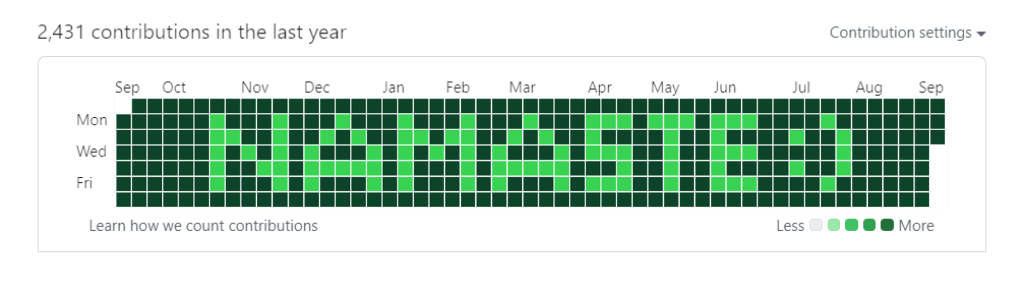 2,431 contributions in the last year
Contribution settings
Sep Oct Nov Dec Jan Feb Mar Apr May Jun Jul Aug Sep
Mon
Wed
Fri
NAMASTE:)
Learn how we count contributions
Less More